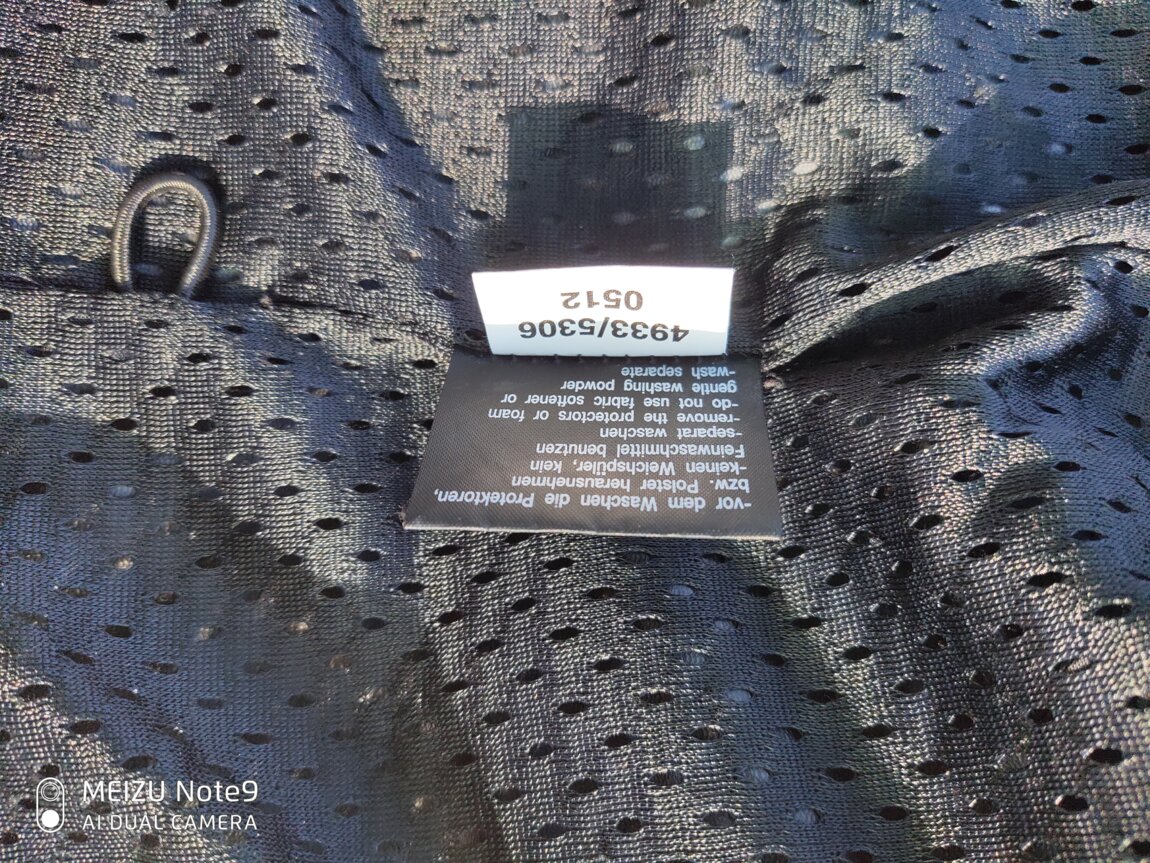 -vor dem Waschen die Protektoren,
bzw. Polster herausnehmen
-keinen Weichspüler, kein
Feinwaschmittel benutzen
-separat waschen
-remove the protectors or foam
-do not use fabric softener or
gentle washing powder
-wash separate
4933/5306
0512
MEIZU Note9
AI DUAL CAMERA